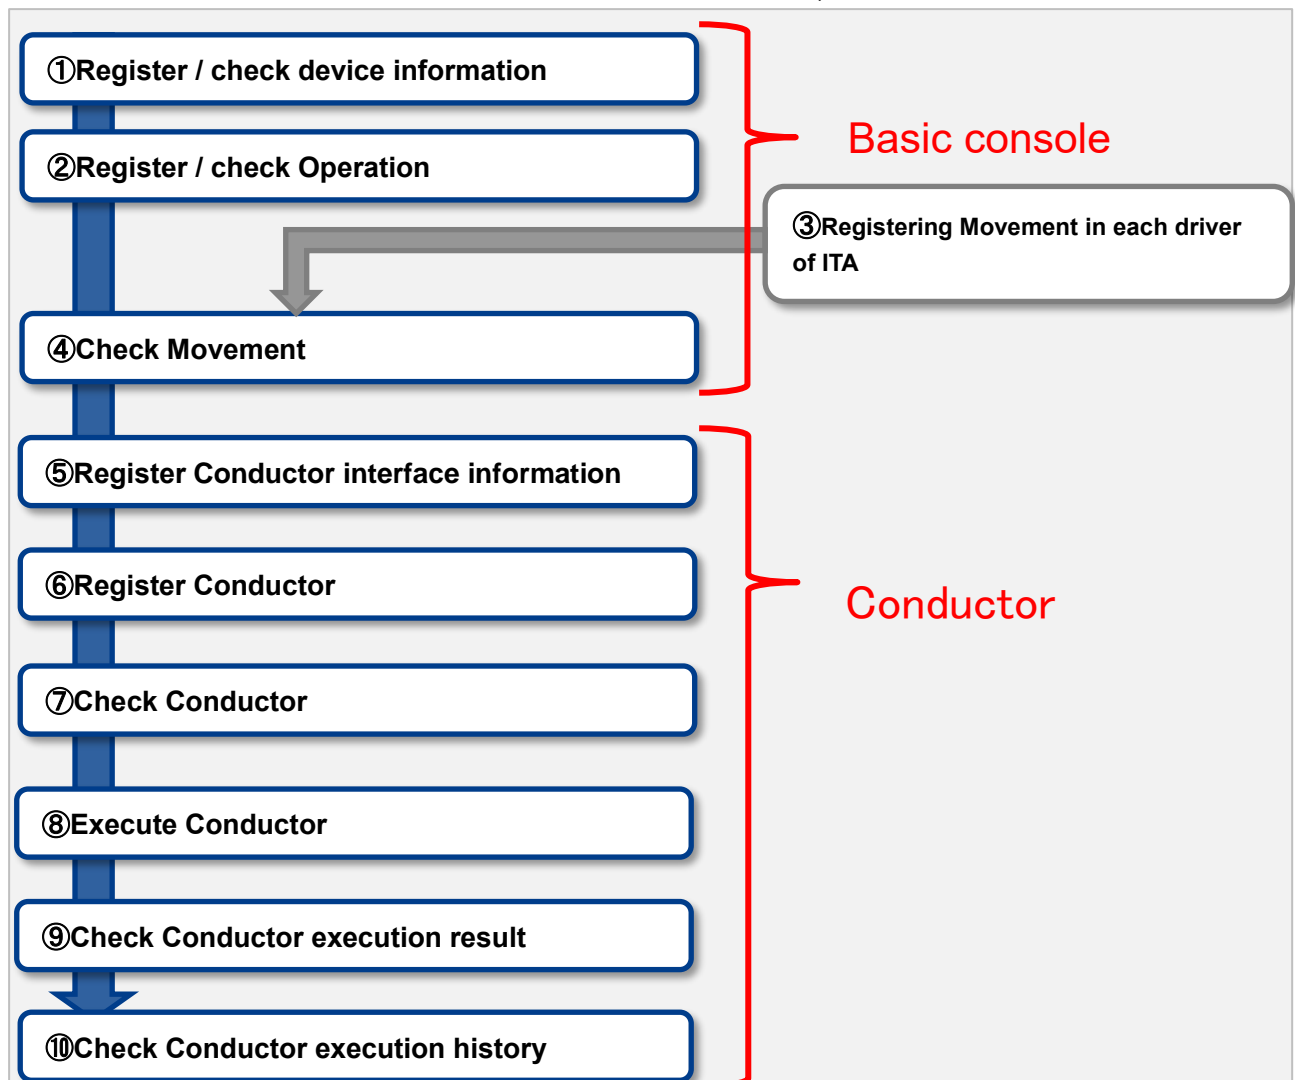 ①Register / check device information
②Register / check Operation
Basic console
③Registering Movement in each driver
of ITA
④Check Movement
⑤Register Conductor interface information
⑥Register Conductor
Conductor
⑦Check Conductor
⑧Execute Conductor
⑨Check Conductor execution result
⑩Check Conductor execution history